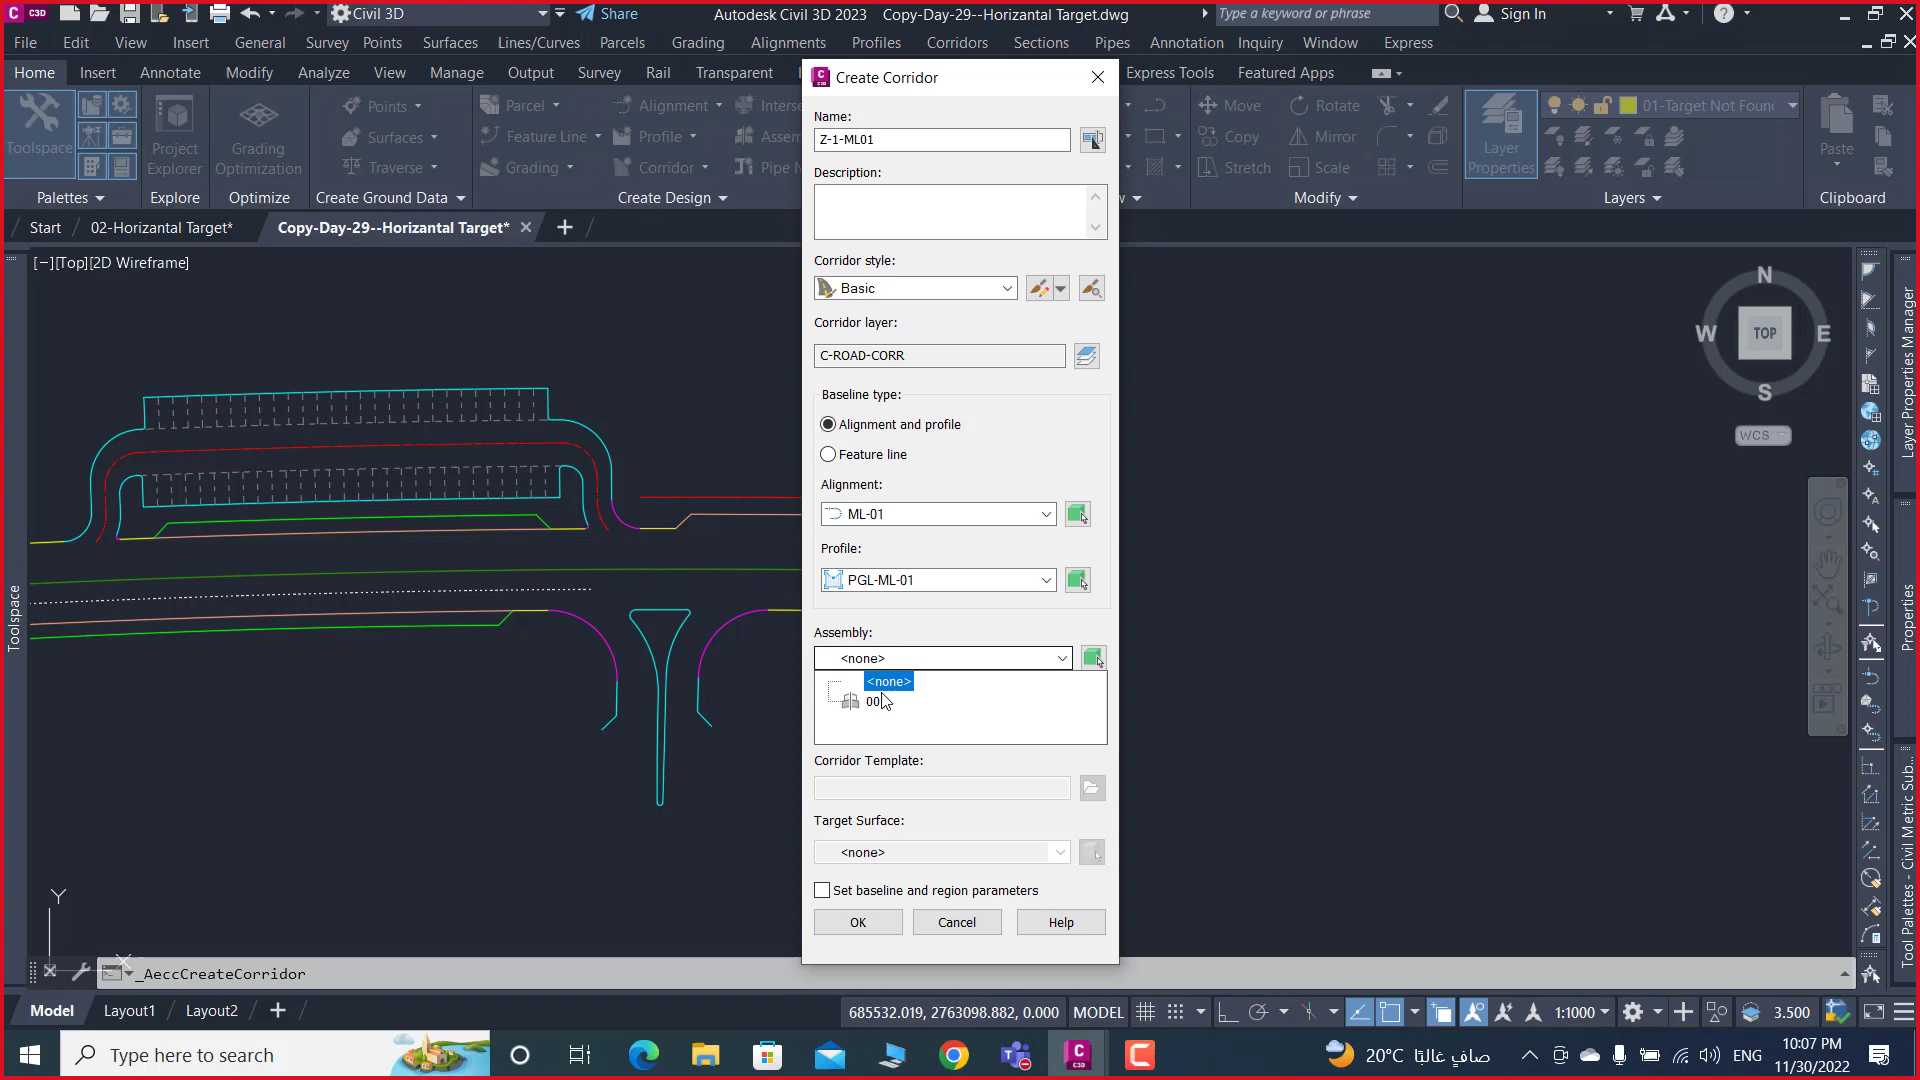 C3D Civil 3D Share Autodesk Civil 3D 2023 Copy-Day-29--Horizantal Target.dwg Type a keyword or phrase Sign In
File Edit View Insert General Survey Points Surfaces Lines/Curves Parcels Grading Alignments Profiles Corridors Sections Pipes Annotation Inquiry Window Express
Home Insert Annotate Modify Analyze View Manage Output Survey Rail Transparent Express Tools Featured Apps
Create Corridor
Toolspace
Project Explorer
Grading Optimization
Points
Surfaces
Traverse
Parcel
Feature Line
Grading
Alignment
Profile
Corridor
Move Rotate
Copy Mirror
Stretch Scale
Layer Properties
01-Target Not Foun
Paste
Palettes Explore Optimize Create Ground Data Create Design Modify Layers Clipboard
Start 02-Horizantal Target* Copy-Day-29--Horizantal Target*
[−][Top][2D Wireframe]
Name:
Z-1-ML01
Description:
Corridor style:
Basic
Corridor layer:
C-ROAD-CORR
Baseline type:
Alignment and profile
Feature line
Alignment:
ML-01
Profile:
PGL-ML-01
Assembly:
<none>
<none>
00
Corridor Template:
Target Surface:
<none>
Set baseline and region parameters
OK Cancel Help
N
W TOP E
S
WCS
Toolspace
Layer Properties Manager
Properties
Tool Palettes - Civil Metric Sub...
Y
X
_AeccCreateCorridor
Model Layout1 Layout2
685532.019, 2763098.882, 0.000 MODEL 1:1000 3.500
Type here to search
20°C صافٍ غالبًا ENG 10:07 PM
11/30/2022